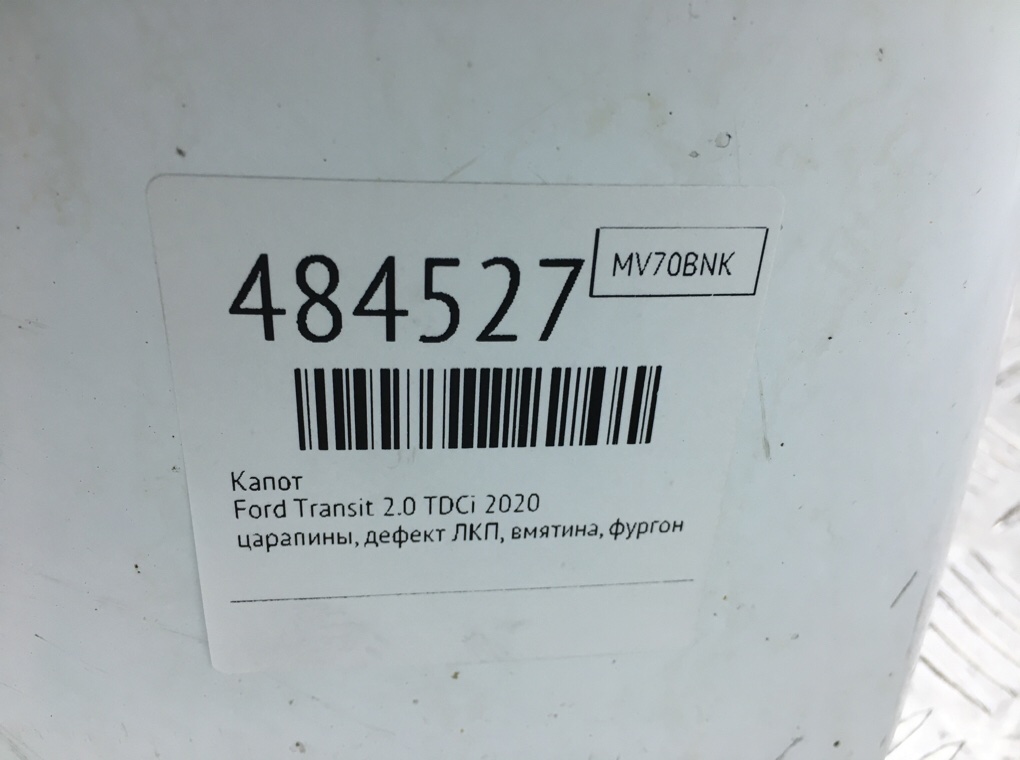 484527
MV70BNK
Капот
Ford Transit 2.0 TDCi 2020
царапины, дефект ЛКП, вмятина, фургон